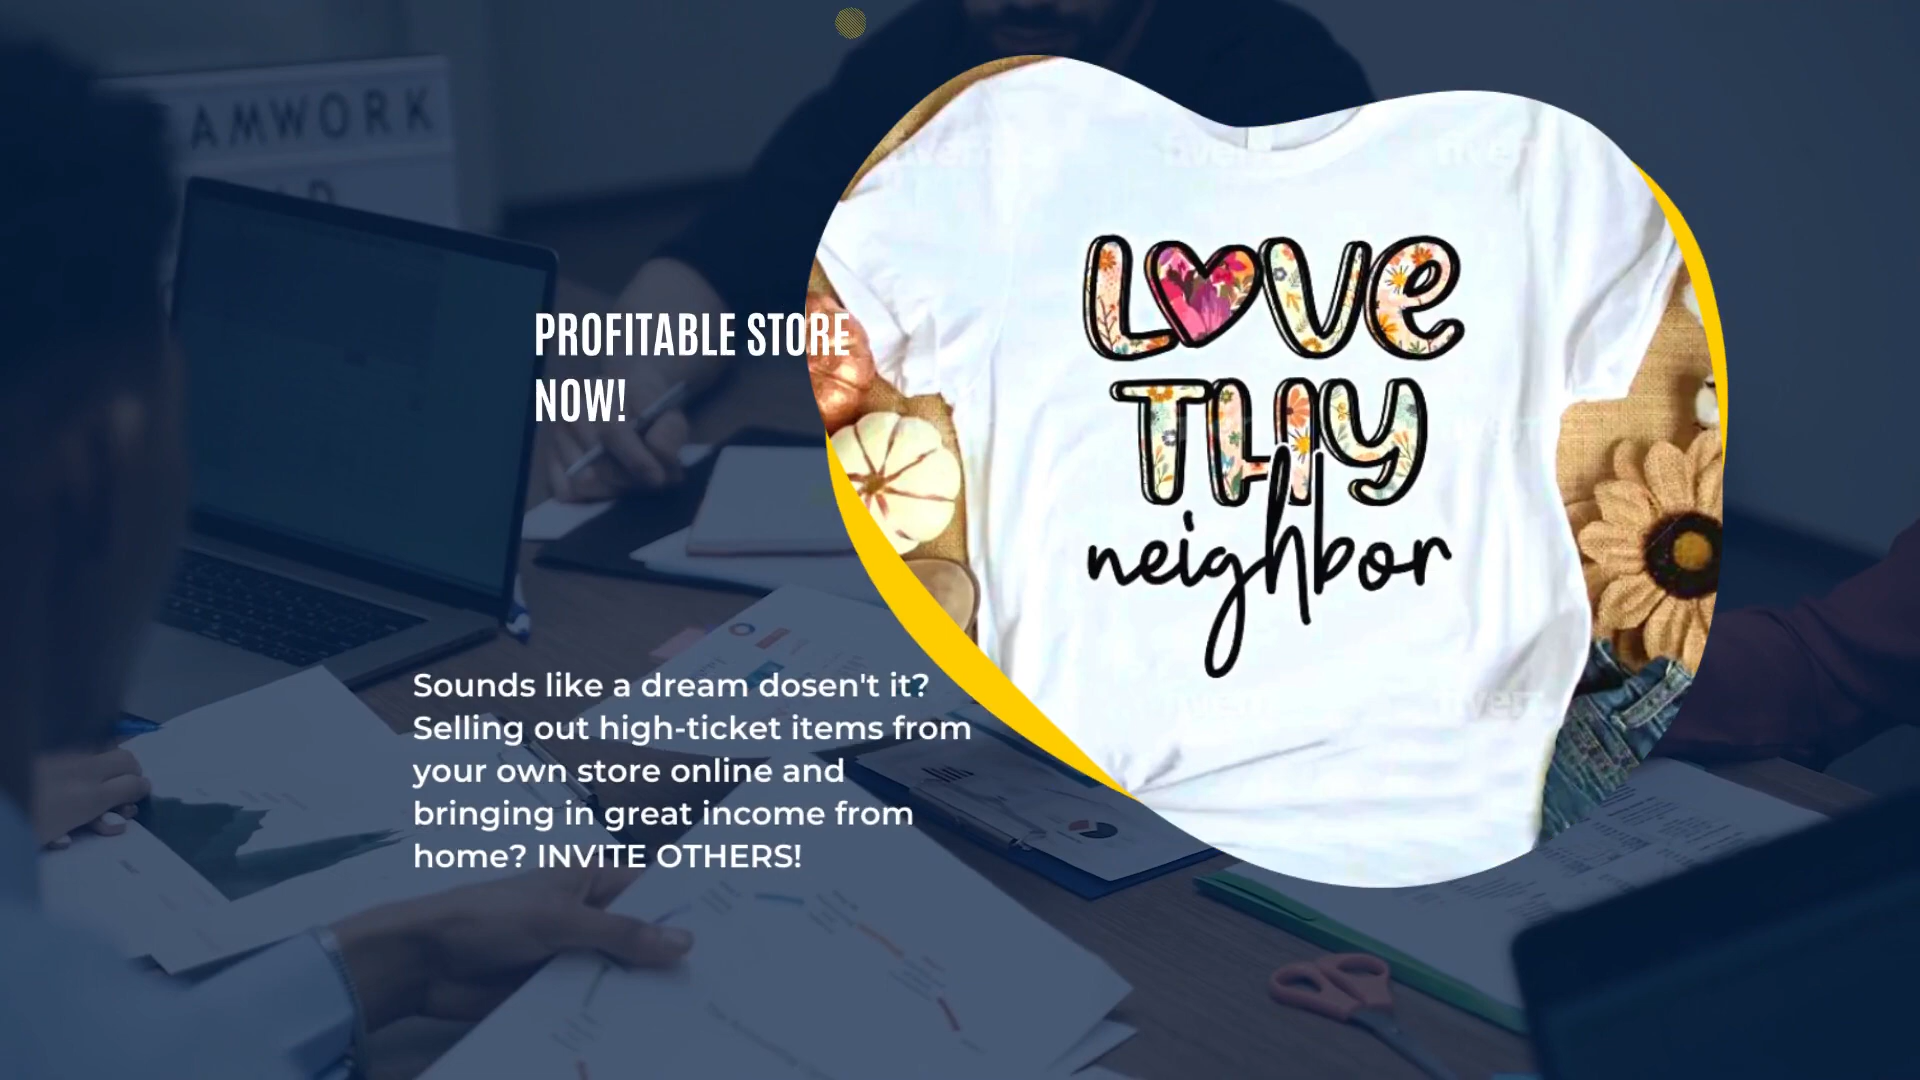 AMWORK
PROFITABLE STORE
NOW!
LOVE
THY
neighbor
Sounds like a dream dosen't it?
Selling out high-ticket items from
your own store online and
bringing in great income from
home? INVITE OTHERS!